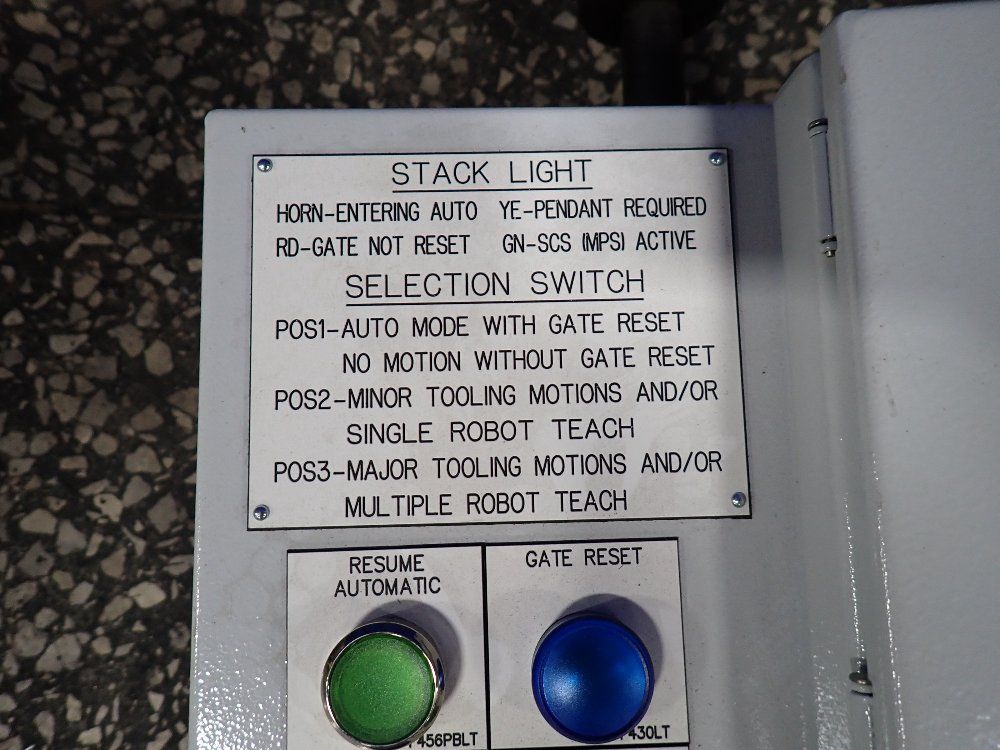 STACK LIGHT
HORN-ENTERING AUTO YE-PENDANT REQUIRED
RD-GATE NOT RESET GN-SCS (MPS) ACTIVE
SELECTION SWITCH
POS1-AUTO MODE WITH GATE RESET
NO MOTION WITHOUT GATE RESET
POS2-MINOR TOOLING MOTIONS AND/OR
SINGLE ROBOT TEACH
POS3-MAJOR TOOLING MOTIONS AND/OR
MULTIPLE ROBOT TEACH
RESUME
AUTOMATIC
GATE RESET
456PBLT
430LT